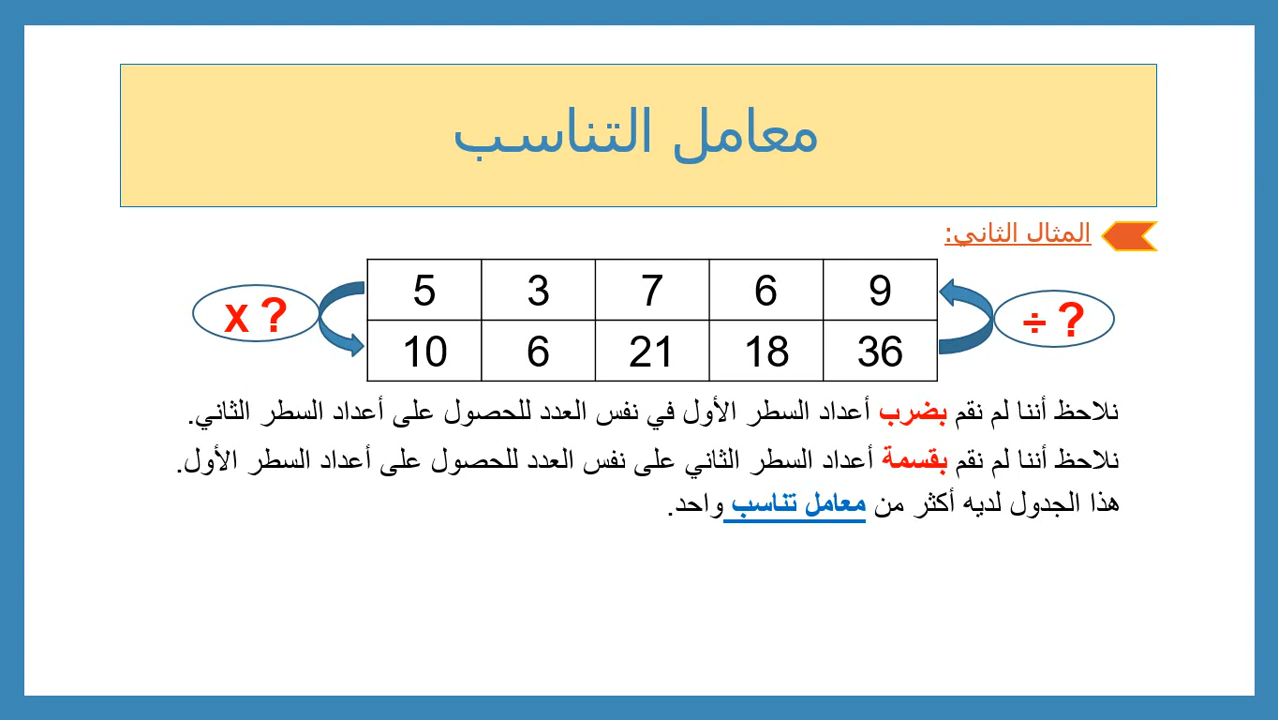 معامل التناسب
المثال الثاني:
5 3 7 6 9
x ?
÷ ?
10 6 21 18 36
نلاحظ أننا لم نقم بضرب أعداد السطر الأول في نفس العدد للحصول على أعداد السطر الثاني.
نلاحظ أننا لم نقم بقسمة أعداد السطر الثاني على نفس العدد للحصول على أعداد السطر الأول.
هذا الجدول لديه أكثر من معامل تناسب واحد.